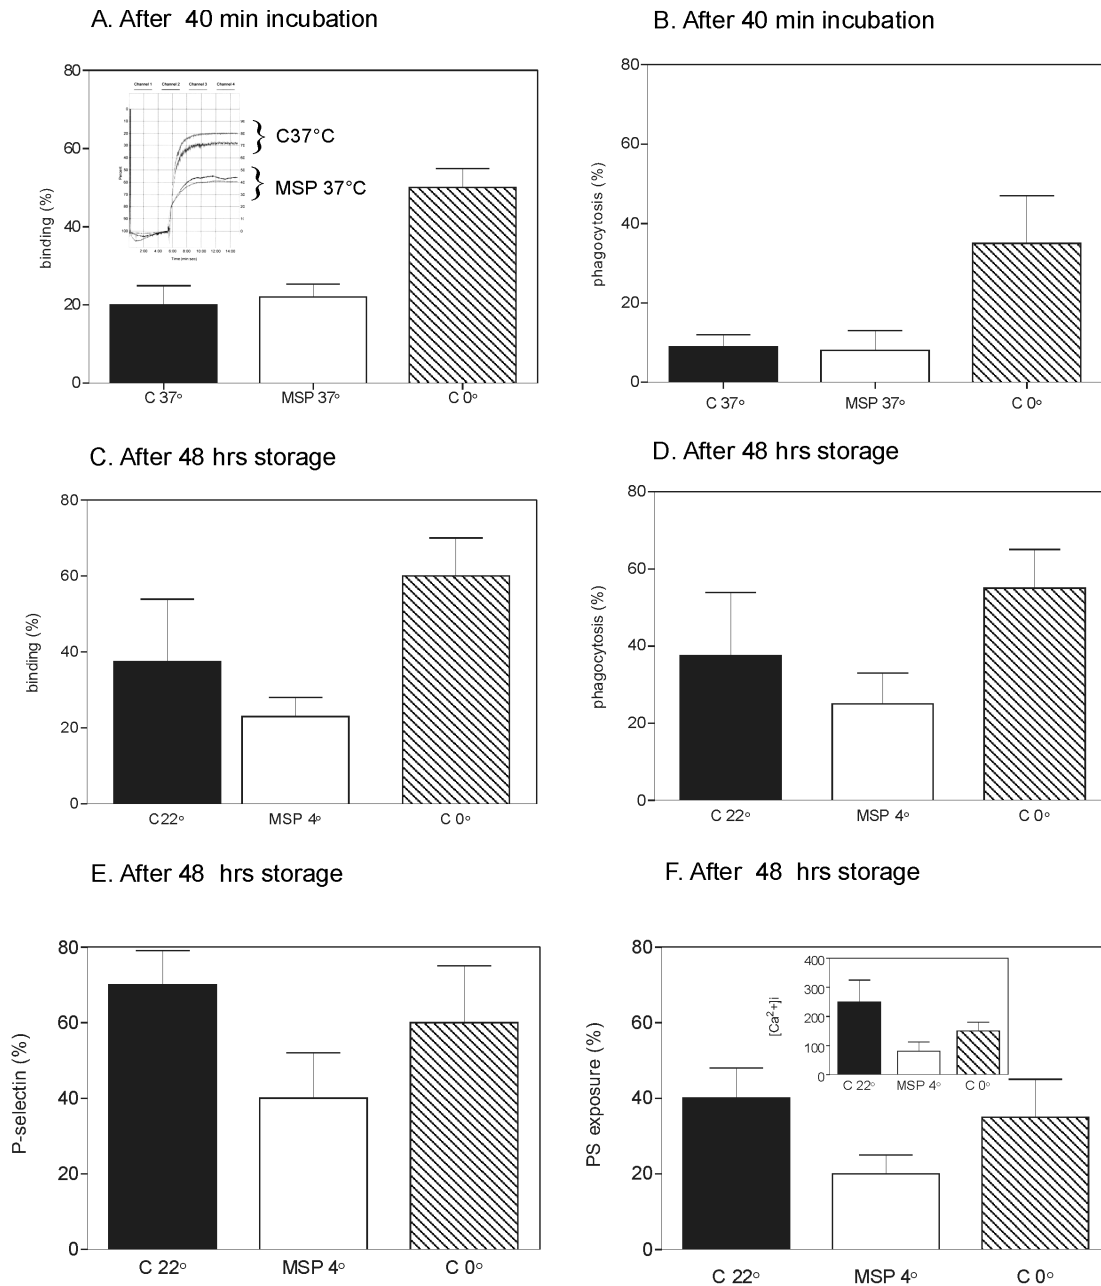 A. After 40 min incubation
B. After 40 min incubation
80
60
40
20
0
binding (%)
Channel 1 Channel 2 Channel 3 Channel 4
Percent
Time (min:sec)
C37°C
MSP 37°C
C 37° MSP 37° C 0°
80
60
40
20
0
phagocytosis (%)
C 37° MSP 37° C 0°
C. After 48 hrs storage
D. After 48 hrs storage
80
60
40
20
0
binding (%)
C22° MSP 4° C 0°
80
60
40
20
0
phagocytosis (%)
C 22° MSP 4° C 0°
E. After 48 hrs storage
F. After 48 hrs storage
80
60
40
20
0
P-selectin (%)
C 22° MSP 4° C 0°
80
60
40
20
0
PS exposure (%)
400
300
200
100
0
[Ca2+]i
C 22° MSP 4° C 0°
C 22° MSP 4° C 0°